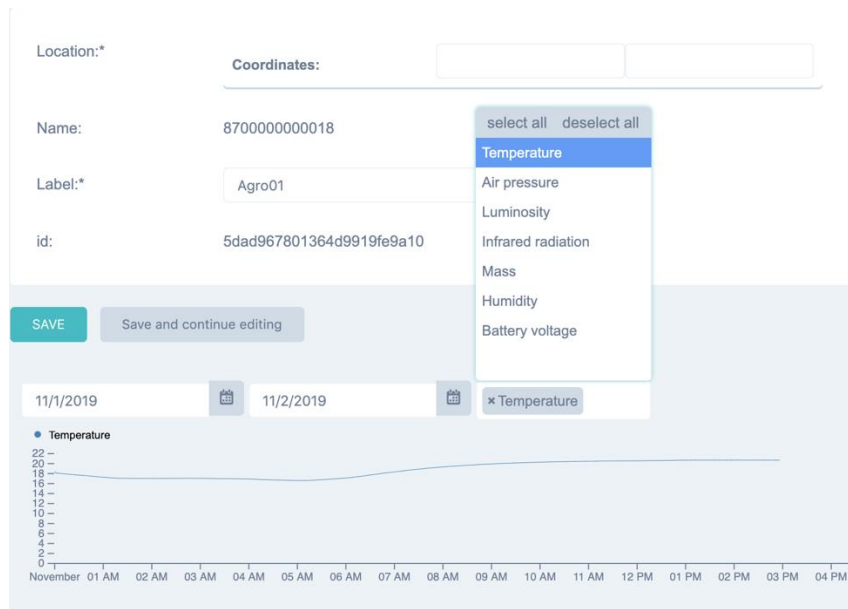 Location:*
Coordinates:
Name:
8700000000018
select all deselect all
Temperature
Label:*
Agro01
Air pressure
Luminosity
id:
5dad967801364d9919fe9a10
Infrared radiation
Mass
Humidity
Battery voltage
SAVE
Save and continue editing
11/1/2019
11/2/2019
× Temperature
Temperature
22
20
18
16
14
12
10
8
6
4
2
0
November 01 AM 02 AM 03 AM 04 AM 05 AM 06 AM 07 AM 08 AM 09 AM 10 AM 11 AM 12 PM 01 PM 02 PM 03 PM 04 PM